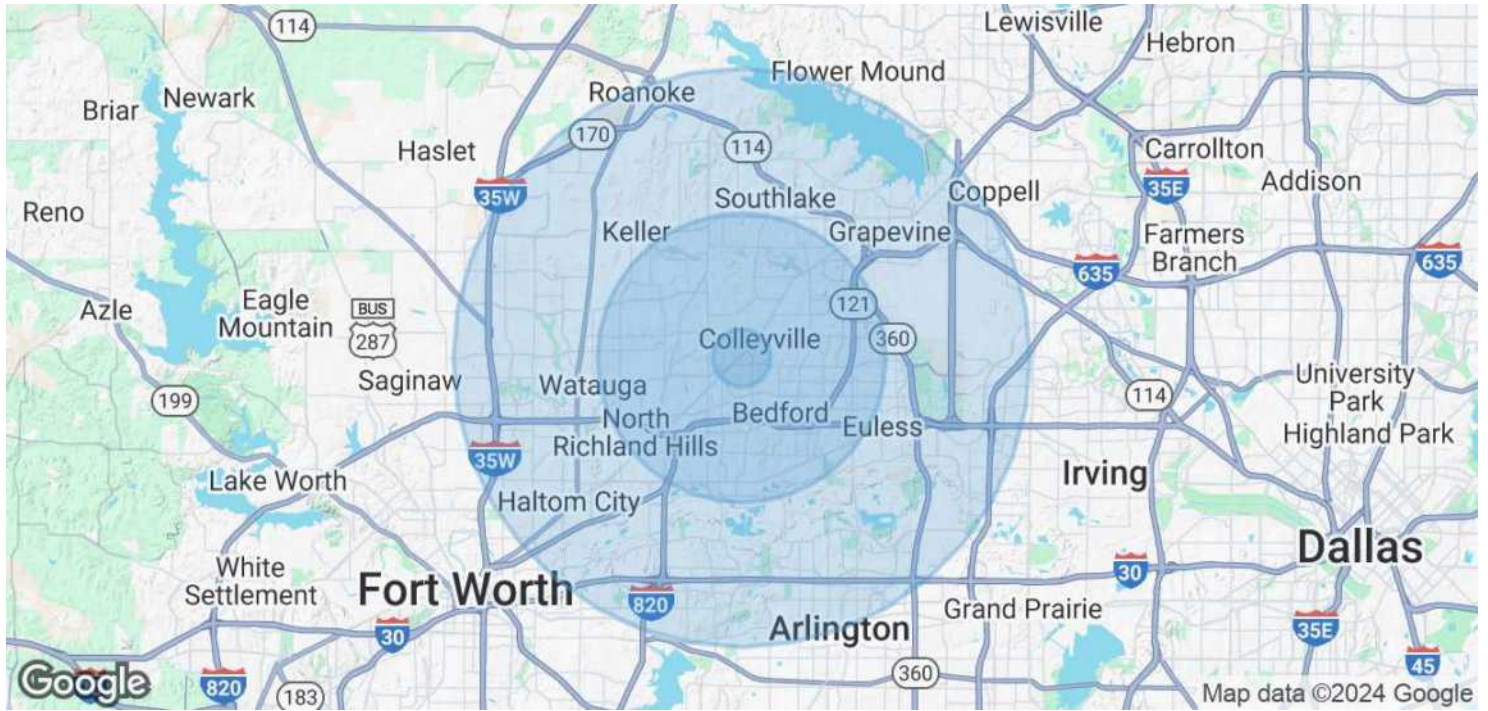 114
Lewisville
Hebron
Flower Mound
Briar
Newark
Roanoke
170
Haslet
114
Carrollton
35W
35E
Addison
Southlake
Coppell
Reno
Keller
Grapevine
Farmers
Branch
635
635
Azle
Eagle
Mountain
BUS
287
121
360
Colleyville
Saginaw
Watauga
199
114
University
Park
North
Richland Hills
Bedford
Euless
Highland Park
35W
Lake Worth
Irving
Haltom City
Dallas
White
Settlement
Fort Worth
820
30
Grand Prairie
30
Arlington
35E
360
45
Google
820
183
Map data ©2024 Google